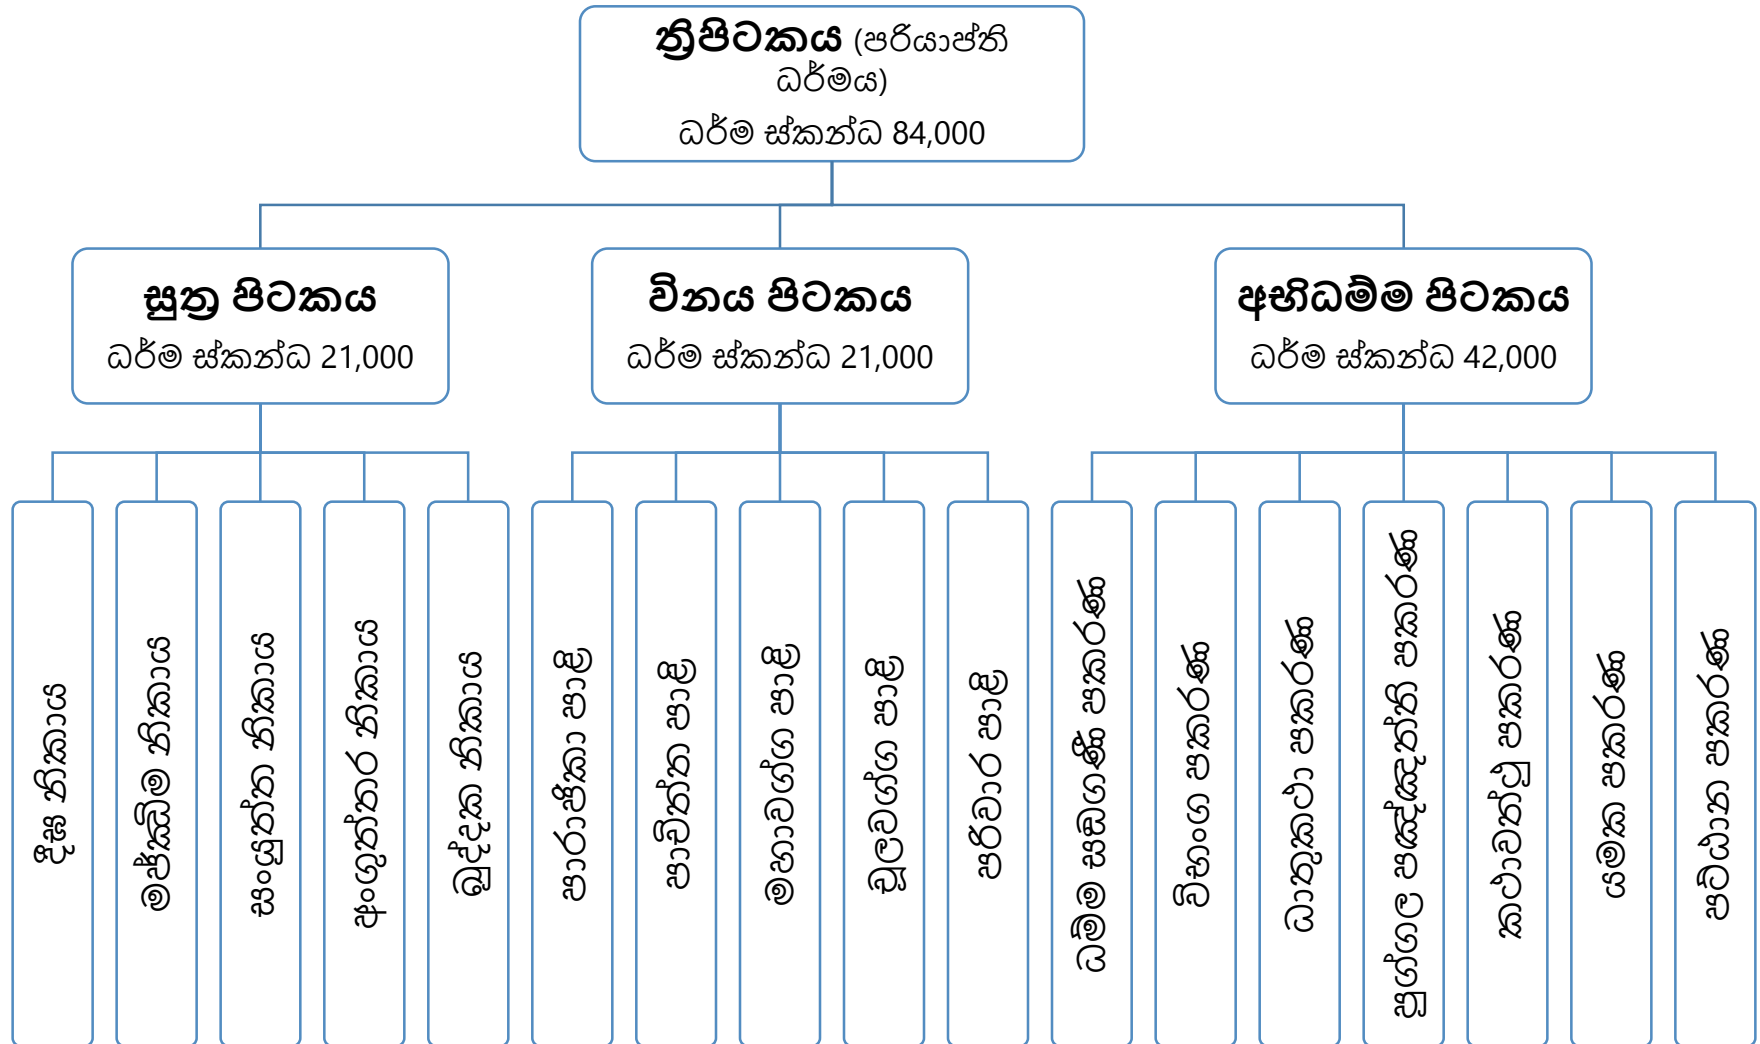 ත්‍රිපිටකය (පරියාප්ති
ධර්මය)
ධර්ම ස්කන්ධ 84,000
සූත්‍ර පිටකය
ධර්ම ස්කන්ධ 21,000
විනය පිටකය
ධර්ම ස්කන්ධ 21,000
අභිධම්ම පිටකය
ධර්ම ස්කන්ධ 42,000
දීඝ නිකාය
මජ්ඣිම නිකාය
සංයුත්ත නිකාය
අංගුත්තර නිකාය
ඛුද්දක නිකාය
පාරාජිකා පාළි
පාචිත්ත පාළි
මහාවග්ග පාළි
චුලවග්ග පාළි
පරිවාර පාළි
ධම්ම සඞගණී පකරණ
විභංග පකරණ
ධාතුකථා පකරණ
පුග්ගල පඤ්ඤත්ති පකරණ
කථාවත්ථු පකරණ
යමක පකරණ
පට්ඨාන පකරණ